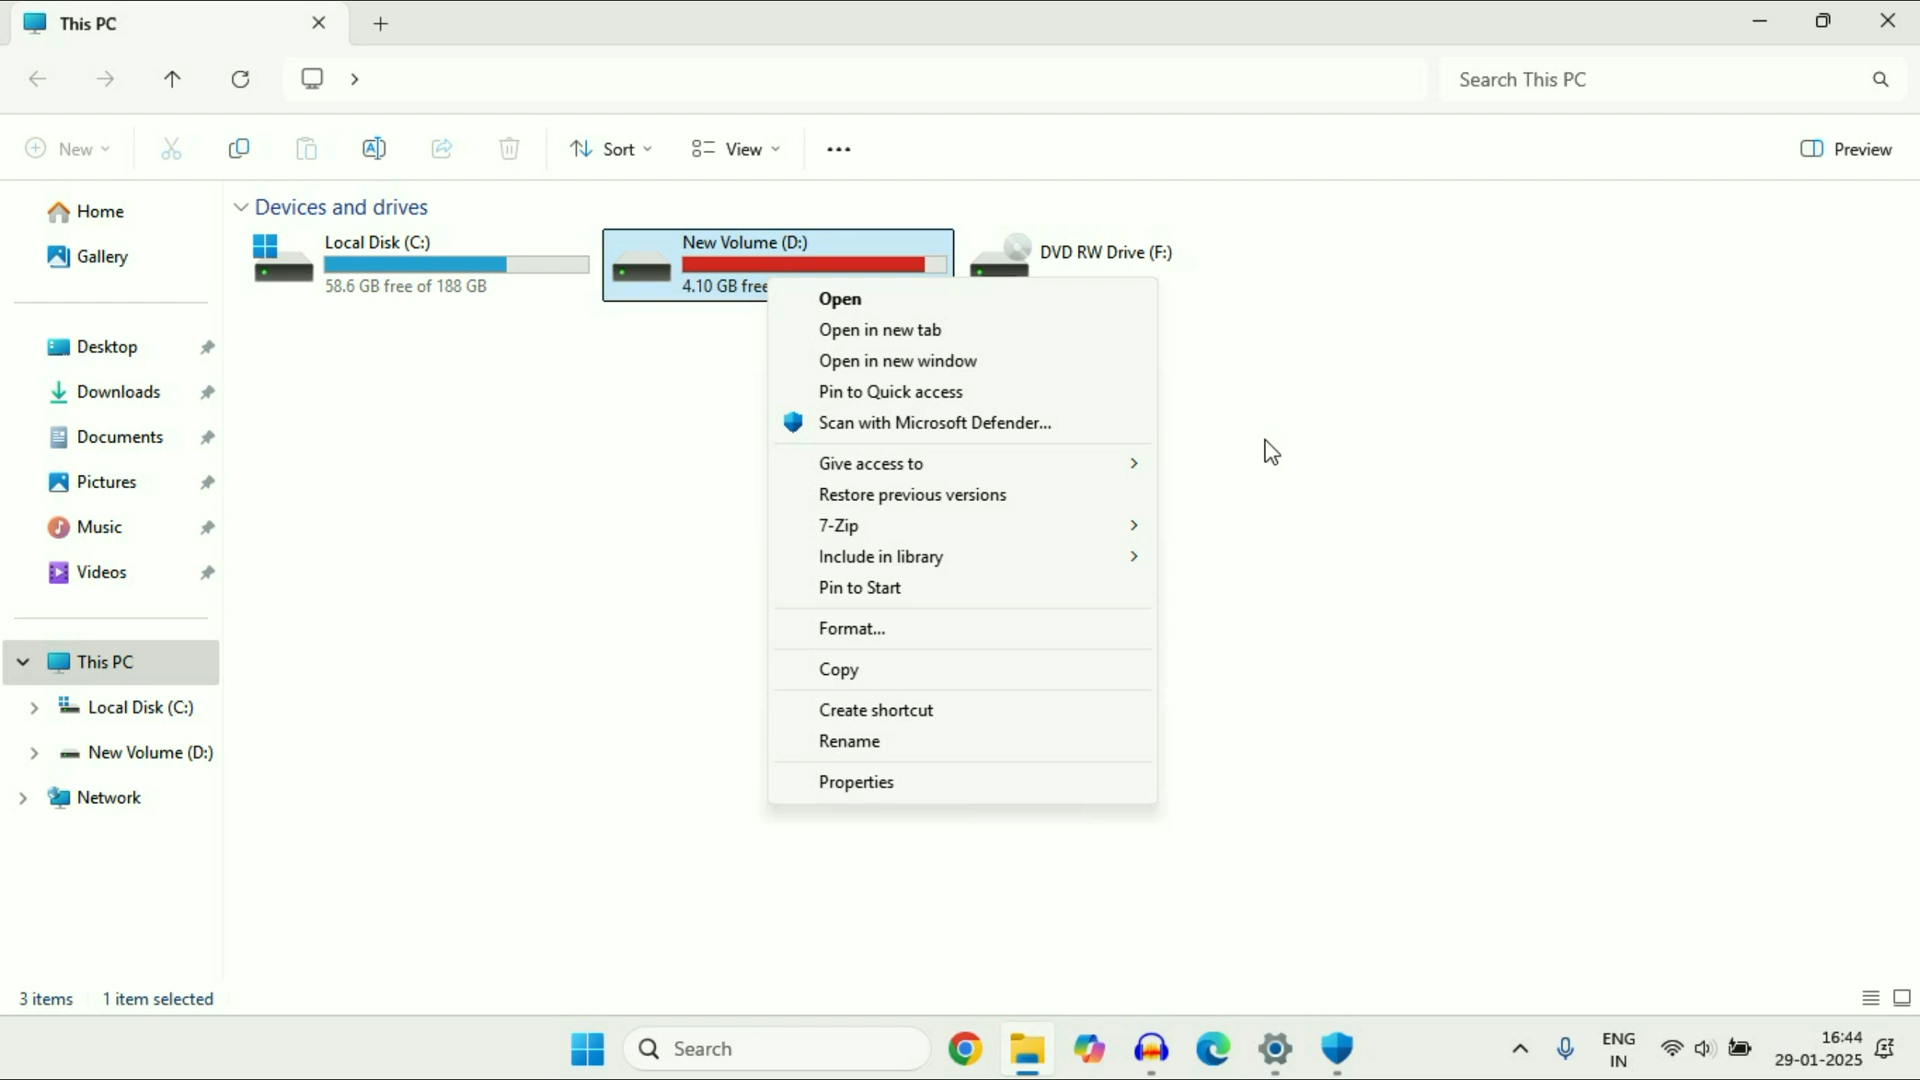 This PC
Search This PC
New
Sort
View
Preview
Home
Gallery
Desktop
Downloads
Documents
Pictures
Music
Videos
This PC
Local Disk (C:)
New Volume (D:)
Network
Devices and drives
Local Disk (C:)
58.6 GB free of 188 GB
New Volume (D:)
4.10 GB free
DVD RW Drive (F:)
Open
Open in new tab
Open in new window
Pin to Quick access
Scan with Microsoft Defender...
Give access to
Restore previous versions
7-Zip
Include in library
Pin to Start
Format...
Copy
Create shortcut
Rename
Properties
3 items 1 item selected
Search
ENG
IN
16:44
29-01-2025